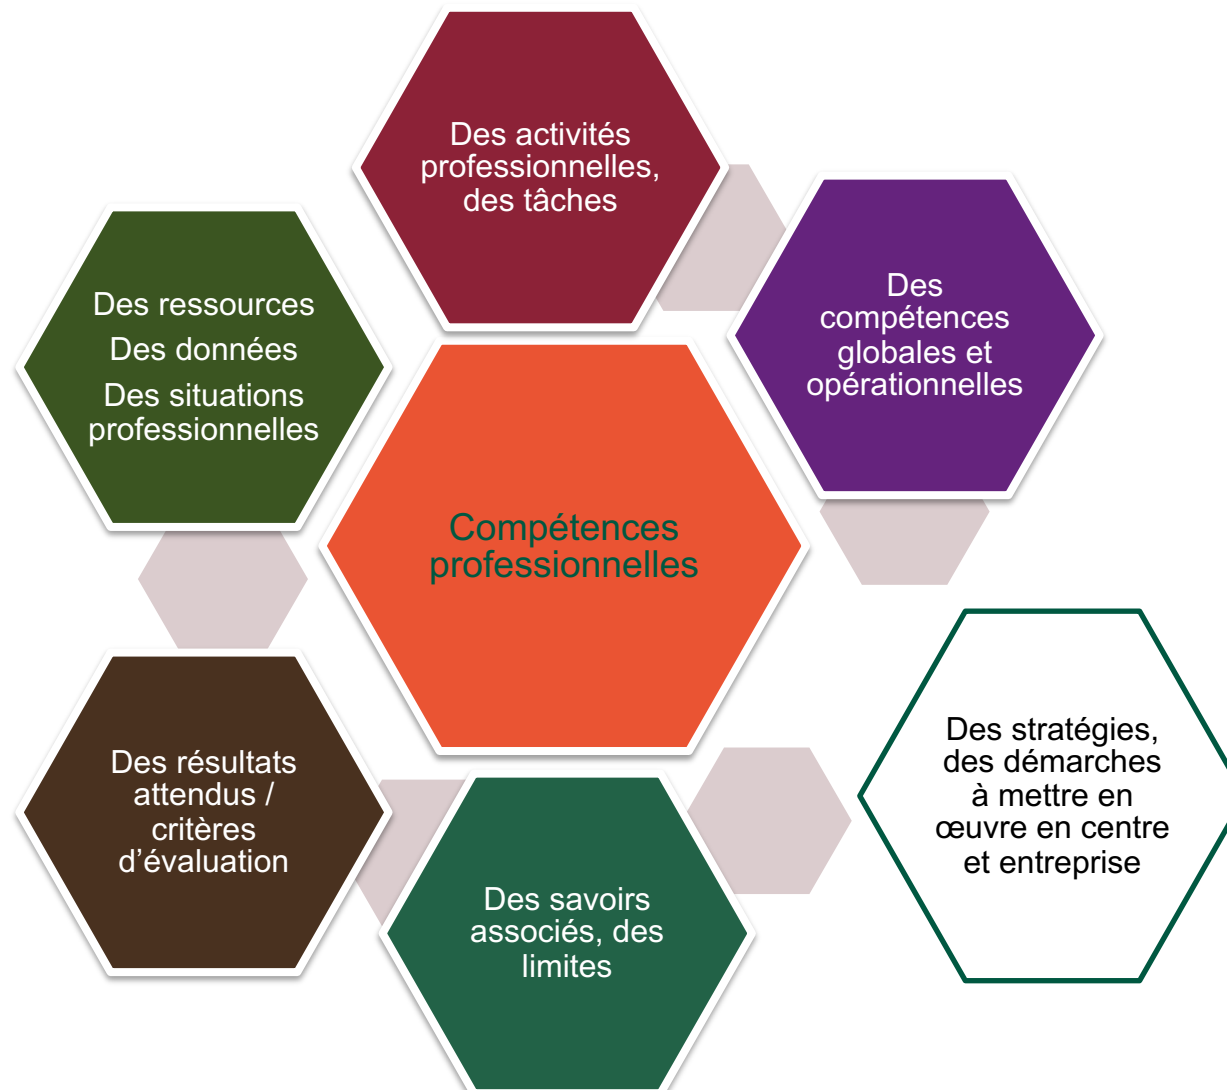 Des activités
professionnelles,
des tâches
Des
compétences
globales et
opérationnelles
Des ressources
Des données
Des situations
professionnelles
Compétences
professionnelles
Des stratégies,
des démarches
à mettre en
œuvre en centre
et entreprise
Des résultats
attendus /
critères
d’évaluation
Des savoirs
associés, des
limites